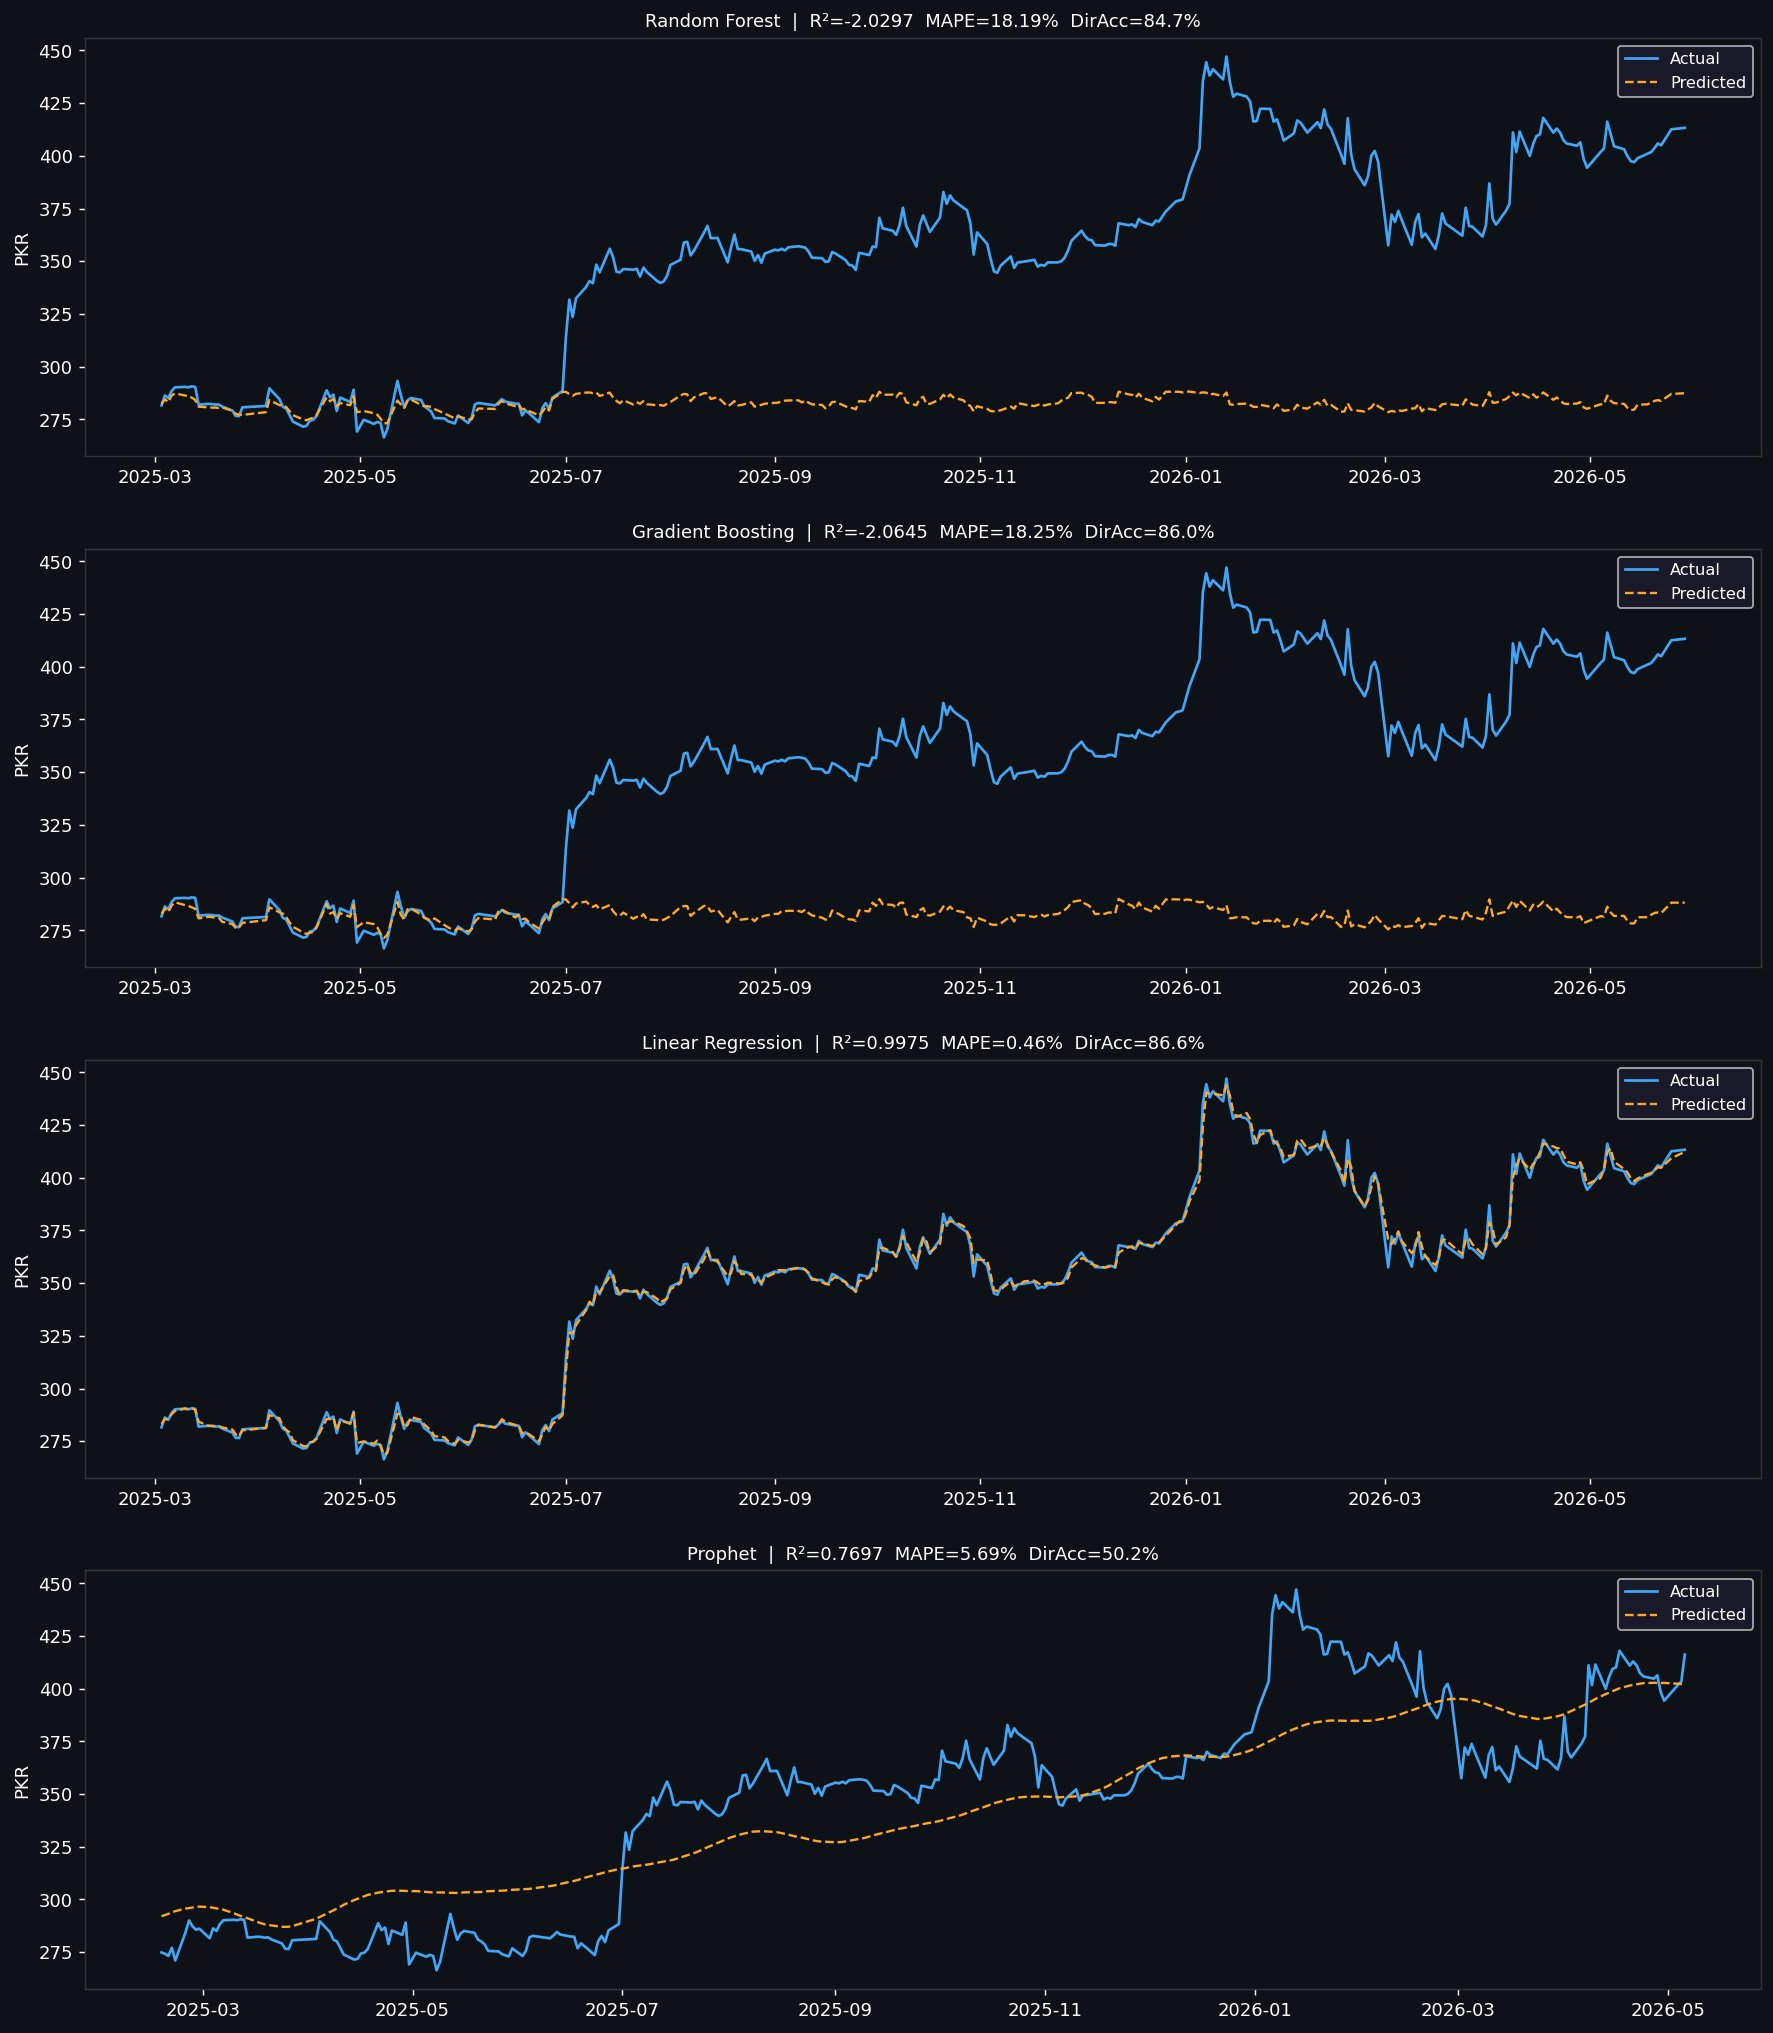 Random Forest | R²=-2.0297 MAPE=18.19% DirAcc=84.7%
Actual
Predicted
PKR
450
425
400
375
350
325
300
275
2025-03 2025-05 2025-07 2025-09 2025-11 2026-01 2026-03 2026-05
Gradient Boosting | R²=-2.0645 MAPE=18.25% DirAcc=86.0%
Actual
Predicted
PKR
450
425
400
375
350
325
300
275
2025-03 2025-05 2025-07 2025-09 2025-11 2026-01 2026-03 2026-05
Linear Regression | R²=0.9975 MAPE=0.46% DirAcc=86.6%
Actual
Predicted
PKR
450
425
400
375
350
325
300
275
2025-03 2025-05 2025-07 2025-09 2025-11 2026-01 2026-03 2026-05
Prophet | R²=0.7697 MAPE=5.69% DirAcc=50.2%
Actual
Predicted
PKR
450
425
400
375
350
325
300
275
2025-03 2025-05 2025-07 2025-09 2025-11 2026-01 2026-03 2026-05